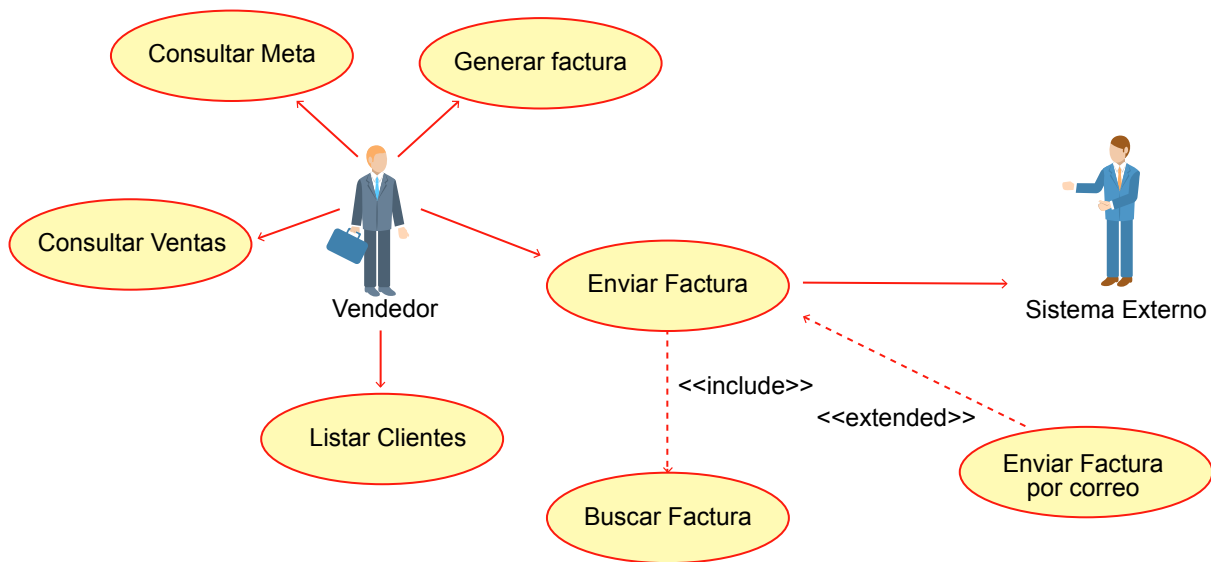 Consultar Meta
Generar factura
Consultar Ventas
Vendedor
Enviar Factura
Sistema Externo
<<include>>
<<extended>>
Listar Clientes
Enviar Factura
por correo
Buscar Factura